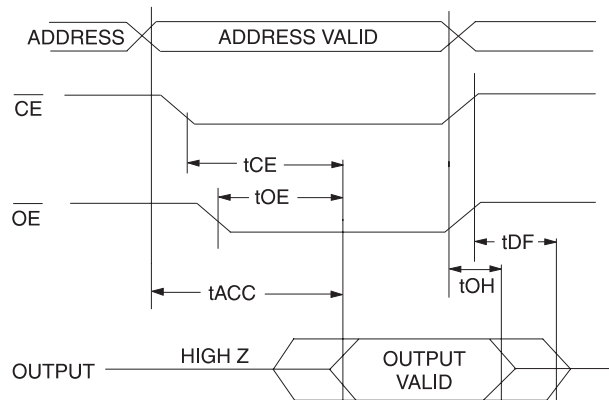 ADDRESS ADDRESS VALID
CE
tCE
tOE
OE
tDF
tOH
tACC
HIGH Z
OUTPUT
OUTPUT
VALID